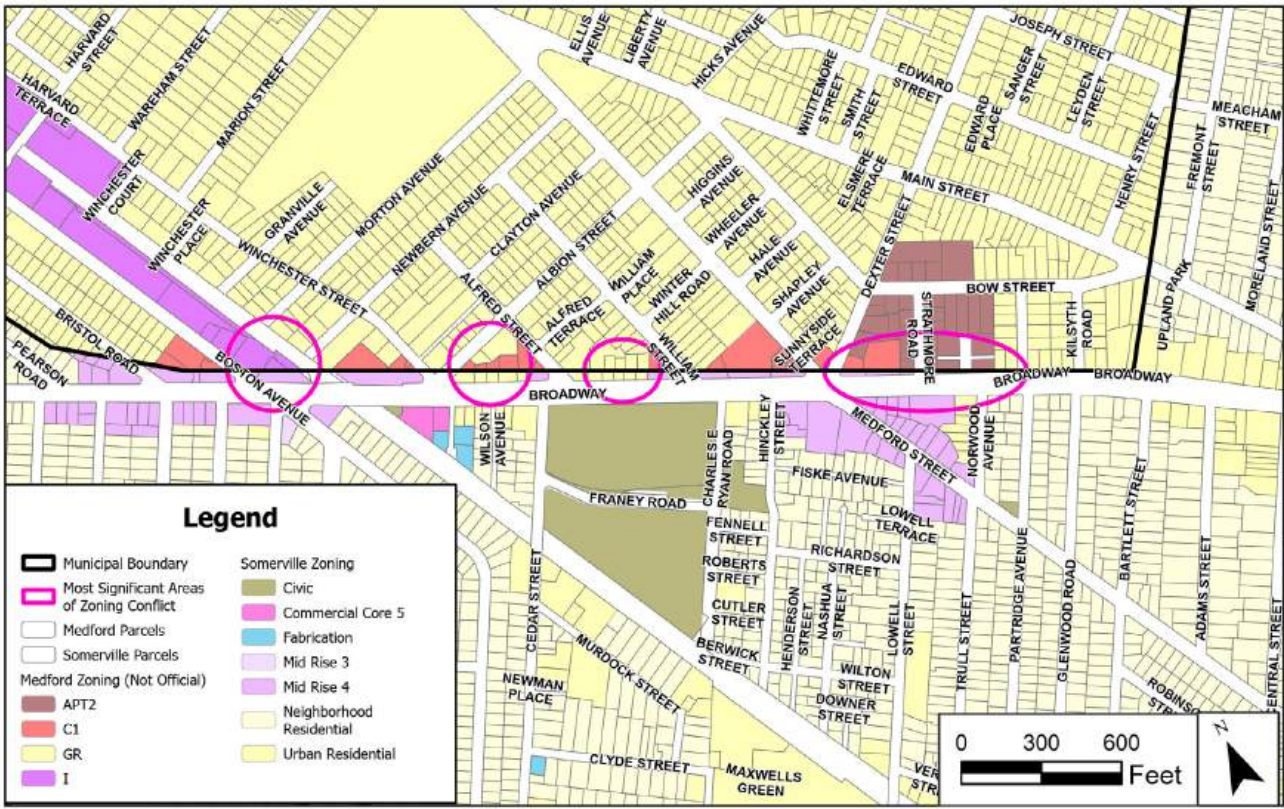 HARVARD
STREET
WAREHAM STREET
MARION STREET
HARVARD
TERRACE
WINCHESTER
COURT
WINCHESTER
PLACE
GRANVILLE
AVENUE
WINCHESTER STREET
MORTON AVENUE
NEWBERN AVENUE
CLAYTON AVENUE
ALBION STREET
ALFRED STREET
ALFRED
TERRACE
WILLIAM
PLACE
WINTER
HILL ROAD
WILLIAM
STREET
ELLIS
AVENUE
LIBERTY
AVENUE
HICKS AVENUE
HIGGINS
AVENUE
WHEELER
AVENUE
HALE
AVENUE
SHAPLEY
AVENUE
SUNNYSIDE
TERRACE
WHITTEMORE
STREET
SMITH
STREET
ELSMERE
TERRACE
DEXTER STREET
EDWARD
STREET
EDWARD
PLACE
SANGER
STREET
JOSEPH STREET
LEYDEN
STREET
MAIN STREET
HENRY STREET
MEACHAM
STREET
FREMONT
STREET
MORELAND STREET
UPLAND PARK
BOW STREET
STRATHMORE
ROAD
KILSYTH
ROAD
BRISTOL ROAD
PEARSON
ROAD
BOSTON AVENUE
BROADWAY
BROADWAY
BROADWAY
WILSON
AVENUE
CHARLES E
RYAN ROAD
HINCKLEY
STREET
MEDFORD STREET
NORWOOD
AVENUE
FISKE AVENUE
FRANEY ROAD
LOWELL
TERRACE
FENNELL
STREET
ROBERTS
STREET
CUTLER
STREET
BERWICK
STREET
RICHARDSON
STREET
HENDERSON
STREET
NASHUA
STREET
LOWELL
STREET
WILTON
STREET
DOWNER
STREET
TRULL STREET
PARTRIDGE AVENUE
GLENWOOD ROAD
BARTLETT STREET
ADAMS STREET
CENTRAL STREET
CEDAR STREET
MURDOCK STREET
NEWMAN
PLACE
CLYDE STREET
MAXWELLS
GREEN
Legend
Municipal Boundary
Most Significant Areas
of Zoning Conflict
Medford Parcels
Somerville Parcels
Medford Zoning (Not Official)
APT2
C1
GR
I
Somerville Zoning
Civic
Commercial Core 5
Fabrication
Mid Rise 3
Mid Rise 4
Neighborhood
Residential
Urban Residential
0 300 600
Feet
N